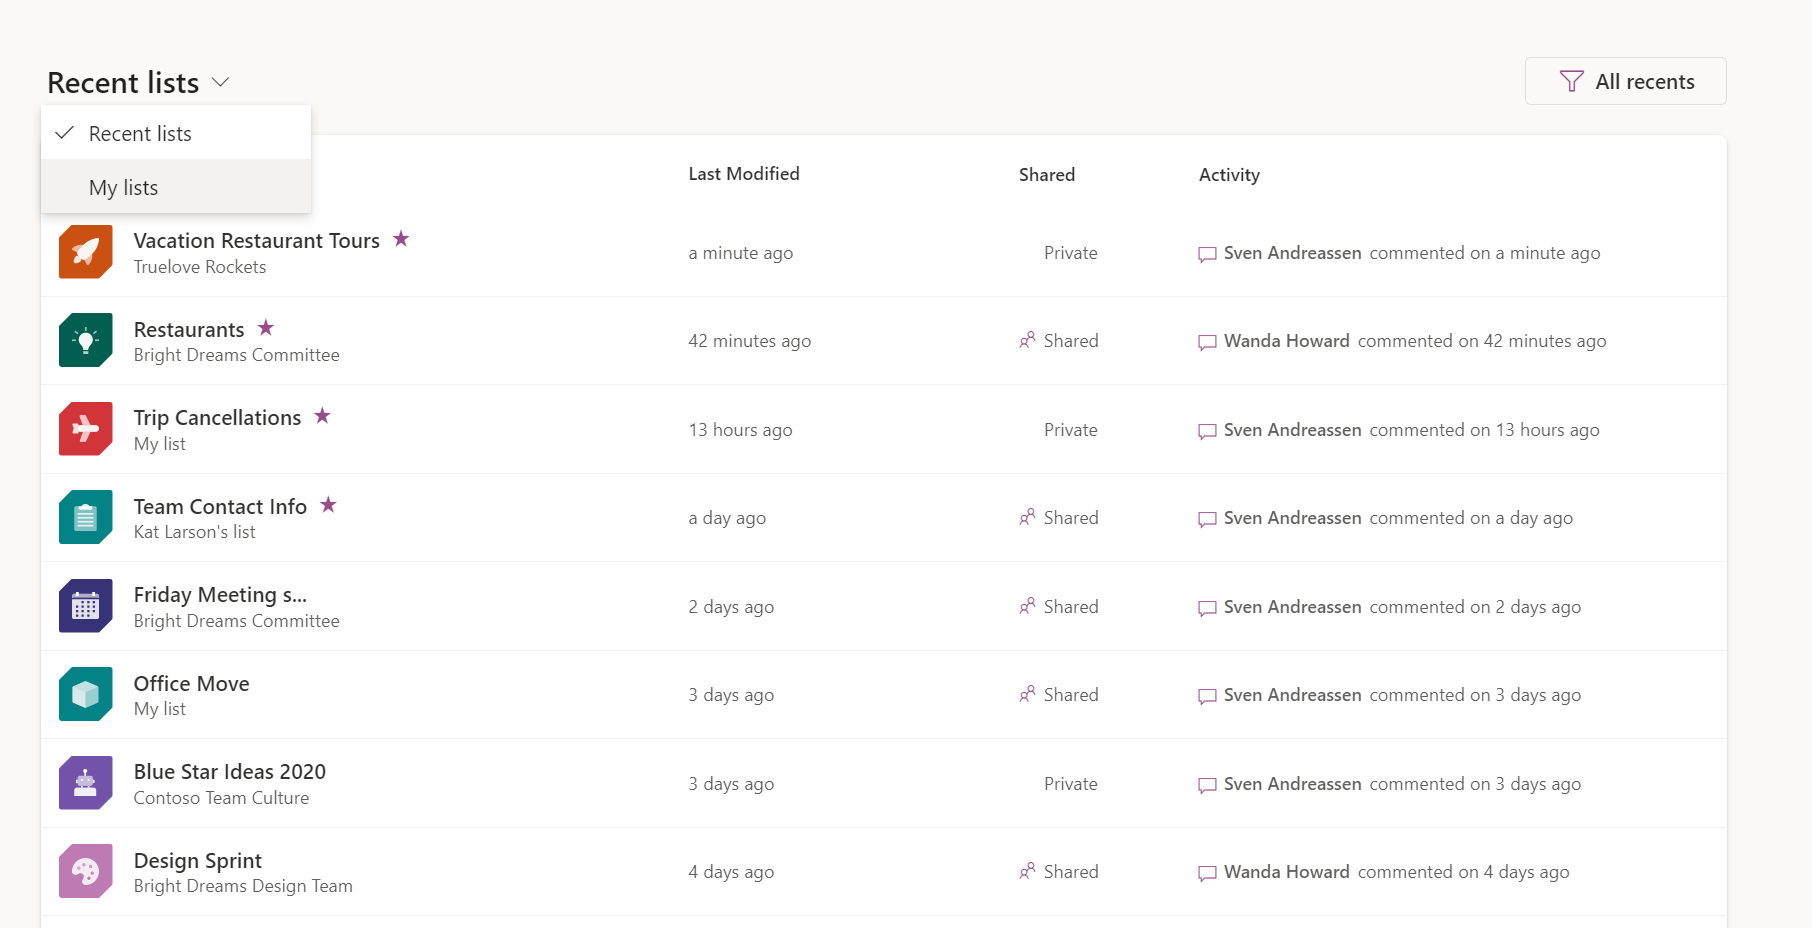 Recent lists
All recents
Recent lists
My lists
Last Modified
Shared
Activity
Vacation Restaurant Tours
Truelove Rockets
a minute ago
Private
Sven Andreassen commented on a minute ago
Restaurants
Bright Dreams Committee
42 minutes ago
Shared
Wanda Howard commented on 42 minutes ago
Trip Cancellations
My list
13 hours ago
Private
Sven Andreassen commented on 13 hours ago
Team Contact Info
Kat Larson's list
a day ago
Shared
Sven Andreassen commented on a day ago
Friday Meeting s...
Bright Dreams Committee
2 days ago
Shared
Sven Andreassen commented on 2 days ago
Office Move
My list
3 days ago
Shared
Sven Andreassen commented on 3 days ago
Blue Star Ideas 2020
Contoso Team Culture
3 days ago
Private
Sven Andreassen commented on 3 days ago
Design Sprint
Bright Dreams Design Team
4 days ago
Shared
Wanda Howard commented on 4 days ago